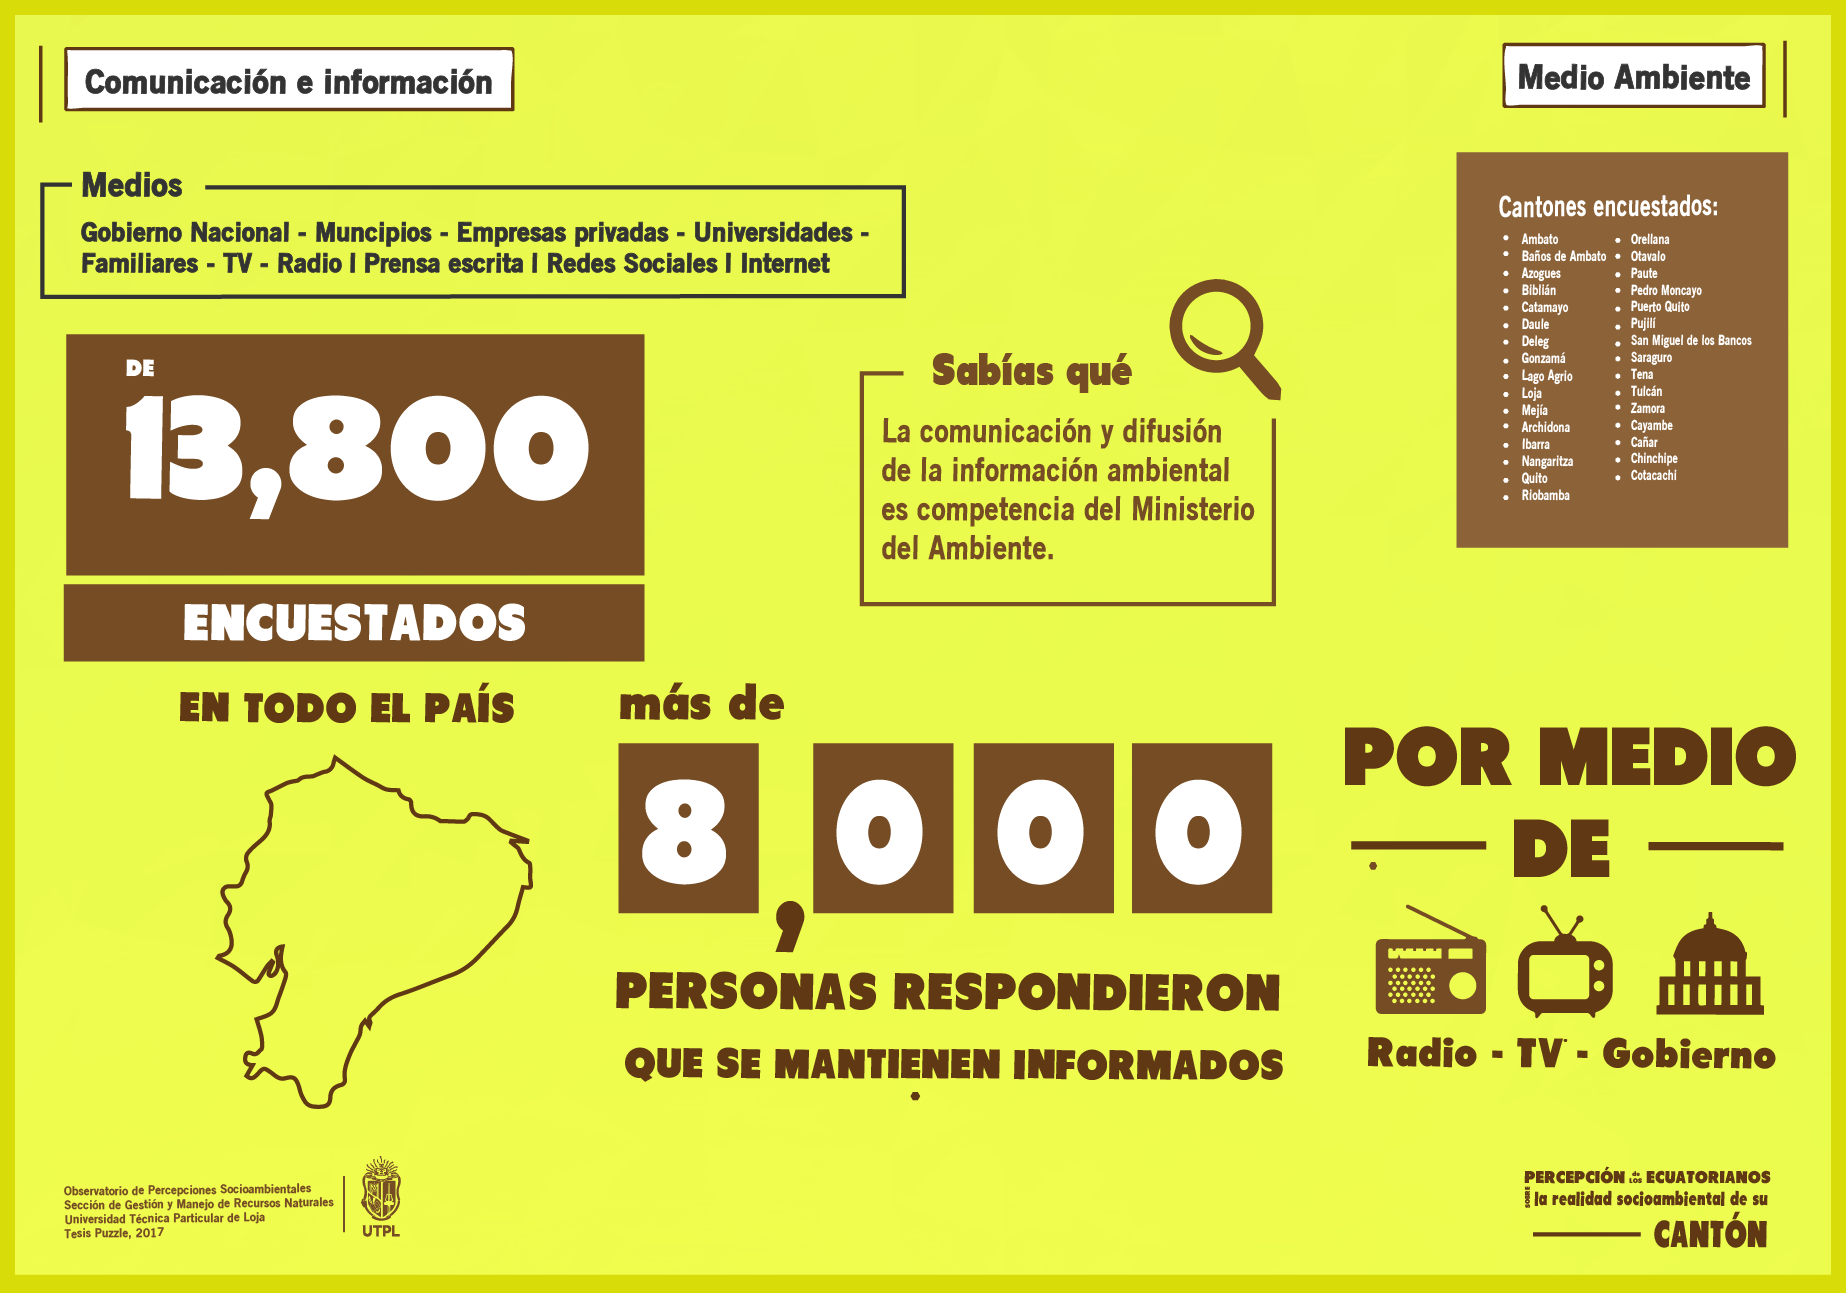 Comunicación e información
Medio Ambiente
Medios
Gobierno Nacional - Muncipios - Empresas privadas - Universidades -
Familiares - TV - Radio I Prensa escrita I Redes Sociales I Internet
DE
13,800
ENCUESTADOS
EN TODO EL PAÍS
Sabías qué
La comunicación y difusión
de la información ambiental
es competencia del Ministerio
del Ambiente.
Cantones encuestados:
• Ambato
• Baños de Ambato
• Azogues
• Biblián
• Catamayo
• Daule
• Deleg
• Gonzamá
• Lago Agrio
• Loja
• Mejía
• Archidona
• Ibarra
• Nangaritza
• Quito
• Riobamba
• Orellana
• Otavalo
• Paute
• Pedro Moncayo
• Puerto Quito
• Pujilí
• San Miguel de los Bancos
• Saraguro
• Tena
• Tulcán
• Zamora
• Cayambe
• Cañar
• Chinchipe
• Cotacachi
más de
8,000
PERSONAS RESPONDIERON
QUE SE MANTIENEN INFORMADOS
POR MEDIO
DE
Radio - TV - Gobierno
Observatorio de Percepciones Socioambientales
Sección de Gestión y Manejo de Recursos Naturales
Universidad Técnica Particular de Loja
Tesis Puzzle, 2017
UTPL
PERCEPCIÓN de LOS ECUATORIANOS
SOBRE la realidad socioambiental de su
CANTÓN